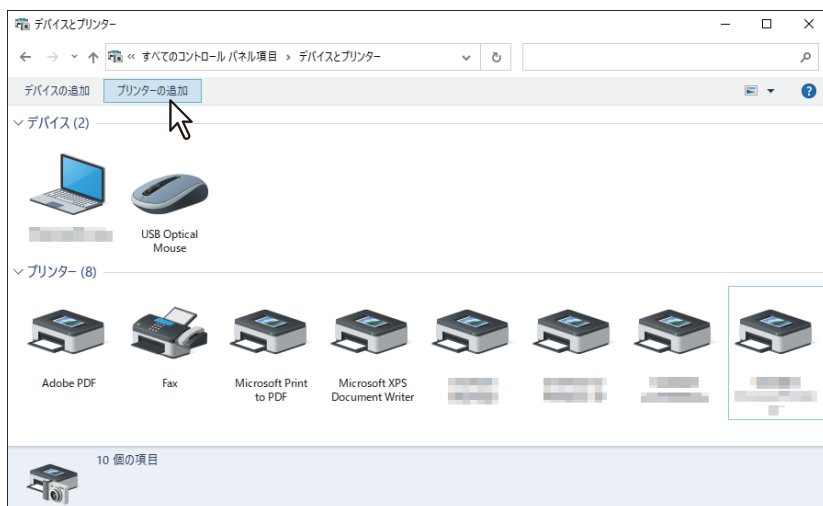 デバイスとプリンター
« すべてのコントロール パネル項目 › デバイスとプリンター
デバイスの追加 プリンターの追加
デバイス (2)
USB Optical
Mouse
プリンター (8)
Adobe PDF
Fax
Microsoft Print
to PDF
Microsoft XPS
Document Writer
10 個の項目